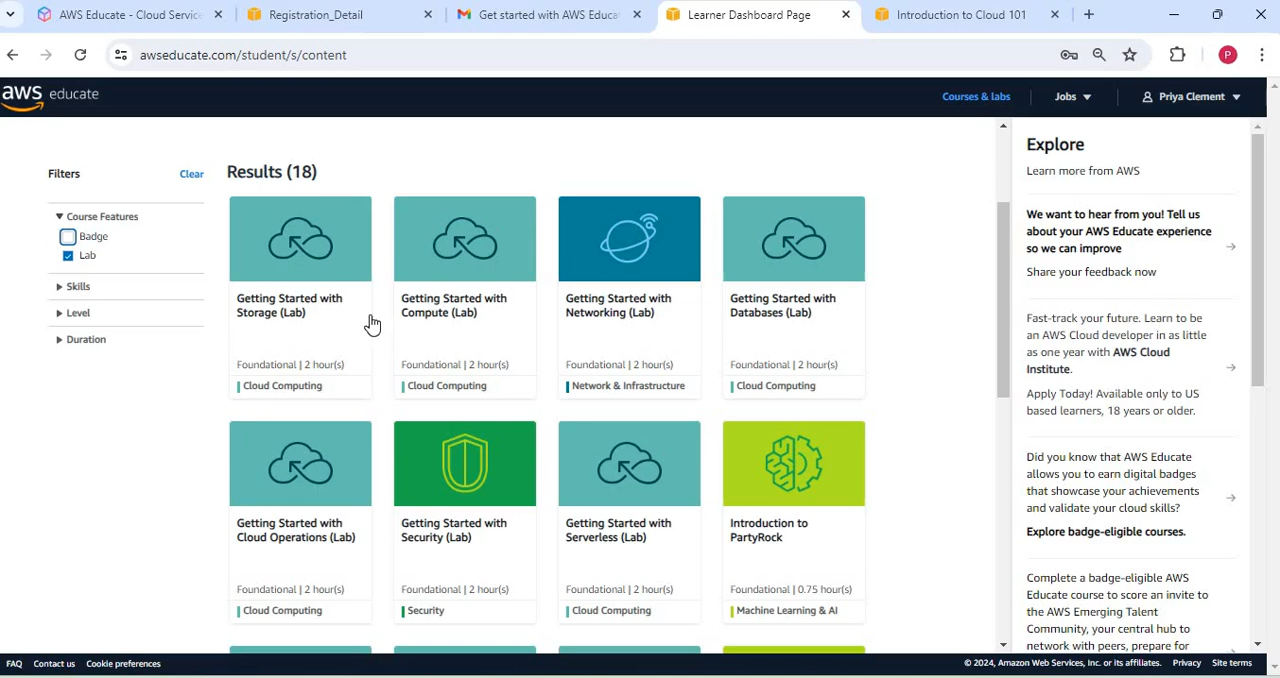 AWS Educate - Cloud Service
Registration_Detail
Get started with AWS Educat
Learner Dashboard Page
Introduction to Cloud 101
awseducate.com/student/s/content
P
aws educate
Courses & labs
Jobs
Priya Clement
Filters
Clear
Course Features
Badge
Lab
Skills
Level
Duration
Results (18)
Getting Started with
Storage (Lab)
Foundational | 2 hour(s)
Cloud Computing
Getting Started with
Compute (Lab)
Foundational | 2 hour(s)
Cloud Computing
Getting Started with
Networking (Lab)
Foundational | 2 hour(s)
Network & Infrastructure
Getting Started with
Databases (Lab)
Foundational | 2 hour(s)
Cloud Computing
Getting Started with
Cloud Operations (Lab)
Foundational | 2 hour(s)
Cloud Computing
Getting Started with
Security (Lab)
Foundational | 2 hour(s)
Security
Getting Started with
Serverless (Lab)
Foundational | 2 hour(s)
Cloud Computing
Introduction to
PartyRock
Foundational | 0.75 hour(s)
Machine Learning & AI
Explore
Learn more from AWS
We want to hear from you! Tell us
about your AWS Educate experience
so we can improve
Share your feedback now
Fast-track your future. Learn to be
an AWS Cloud developer in as little
as one year with AWS Cloud
Institute.
Apply Today! Available only to US
based learners, 18 years or older.
Did you know that AWS Educate
allows you to earn digital badges
that showcase your achievements
and validate your cloud skills?
Explore badge-eligible courses.
Complete a badge-eligible AWS
Educate course to score an invite to
the AWS Emerging Talent
Community, your central hub to
network with peers, prepare for
FAQ
Contact us
Cookie preferences
© 2024, Amazon Web Services, Inc. or its affiliates.
Privacy
Site terms